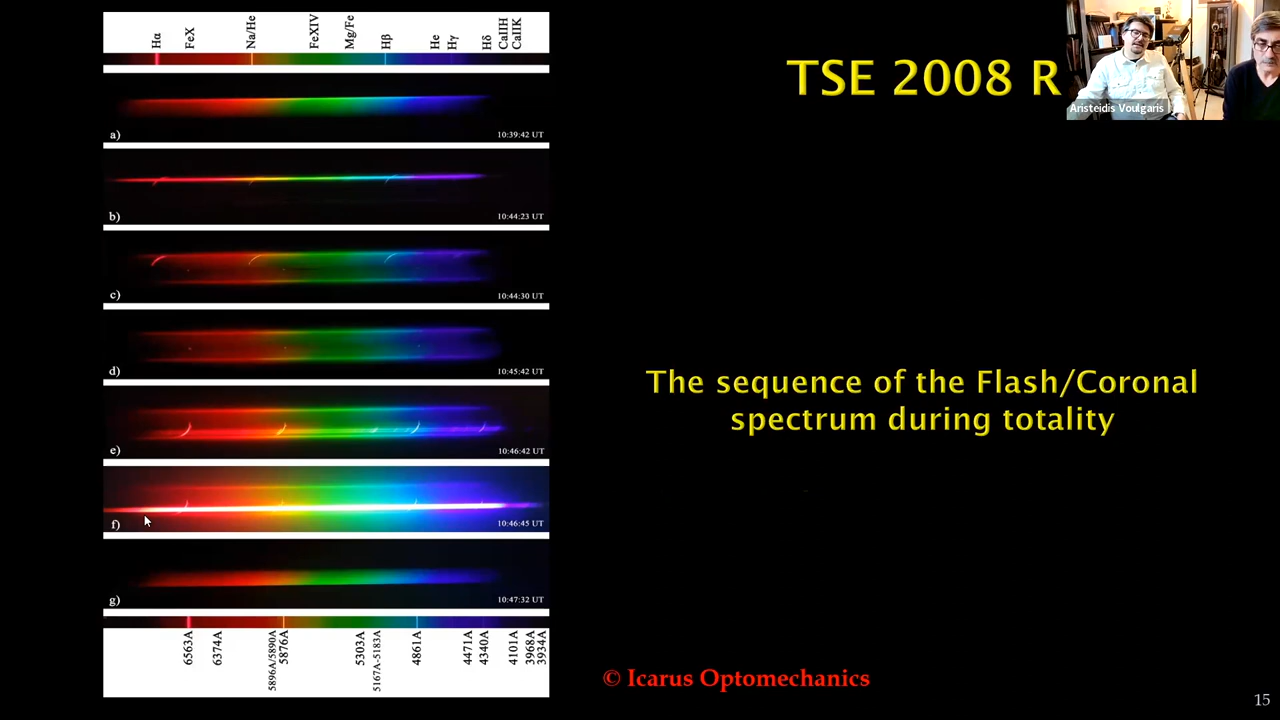 Hα FeX Na/He FeXIV Mg/Fe Hβ He Hγ Hδ CaIIH CaIIK
TSE 2008 R
Aristeidis Voulgaris
a) 10:39:42 UT
b) 10:44:23 UT
c) 10:44:30 UT
d) 10:45:42 UT
The sequence of the Flash/Coronal
spectrum during totality
e) 10:46:42 UT
f) 10:46:45 UT
g) 10:47:32 UT
6563A 6374A 5896A/5890A 5876A 5303A 5167A-5183A 4861A 4471A 4340A 4101A 3968A 3934A
© Icarus Optomechanics
15